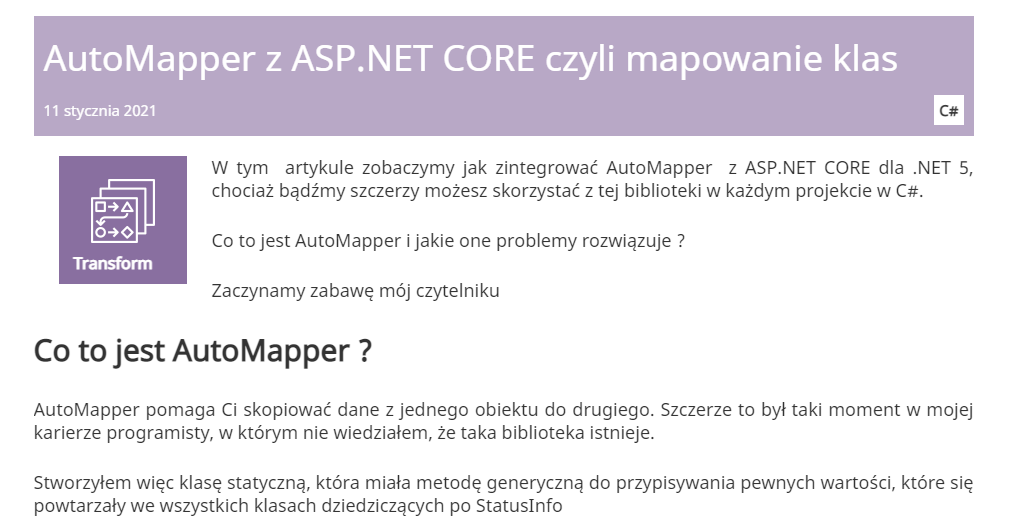 AutoMapper z ASP.NET CORE czyli mapowanie klas
11 stycznia 2021
C#
Transform
W tym artykule zobaczymy jak zintegrować AutoMapper z ASP.NET CORE dla .NET 5,
chociaż bądźmy szczerzy możesz skorzystać z tej biblioteki w każdym projekcie w C#.
Co to jest AutoMapper i jakie one problemy rozwiązuje ?
Zaczynamy zabawę mój czytelniku
Co to jest AutoMapper ?
AutoMapper pomaga Ci skopiować dane z jednego obiektu do drugiego. Szczerze to był taki moment w mojej
karierze programisty, w którym nie wiedziałem, że taka biblioteka istnieje.
Stworzyłem więc klasę statyczną, która miała metodę generyczną do przypisywania pewnych wartości, które się
powtarzały we wszystkich klasach dziedziczących po StatusInfo